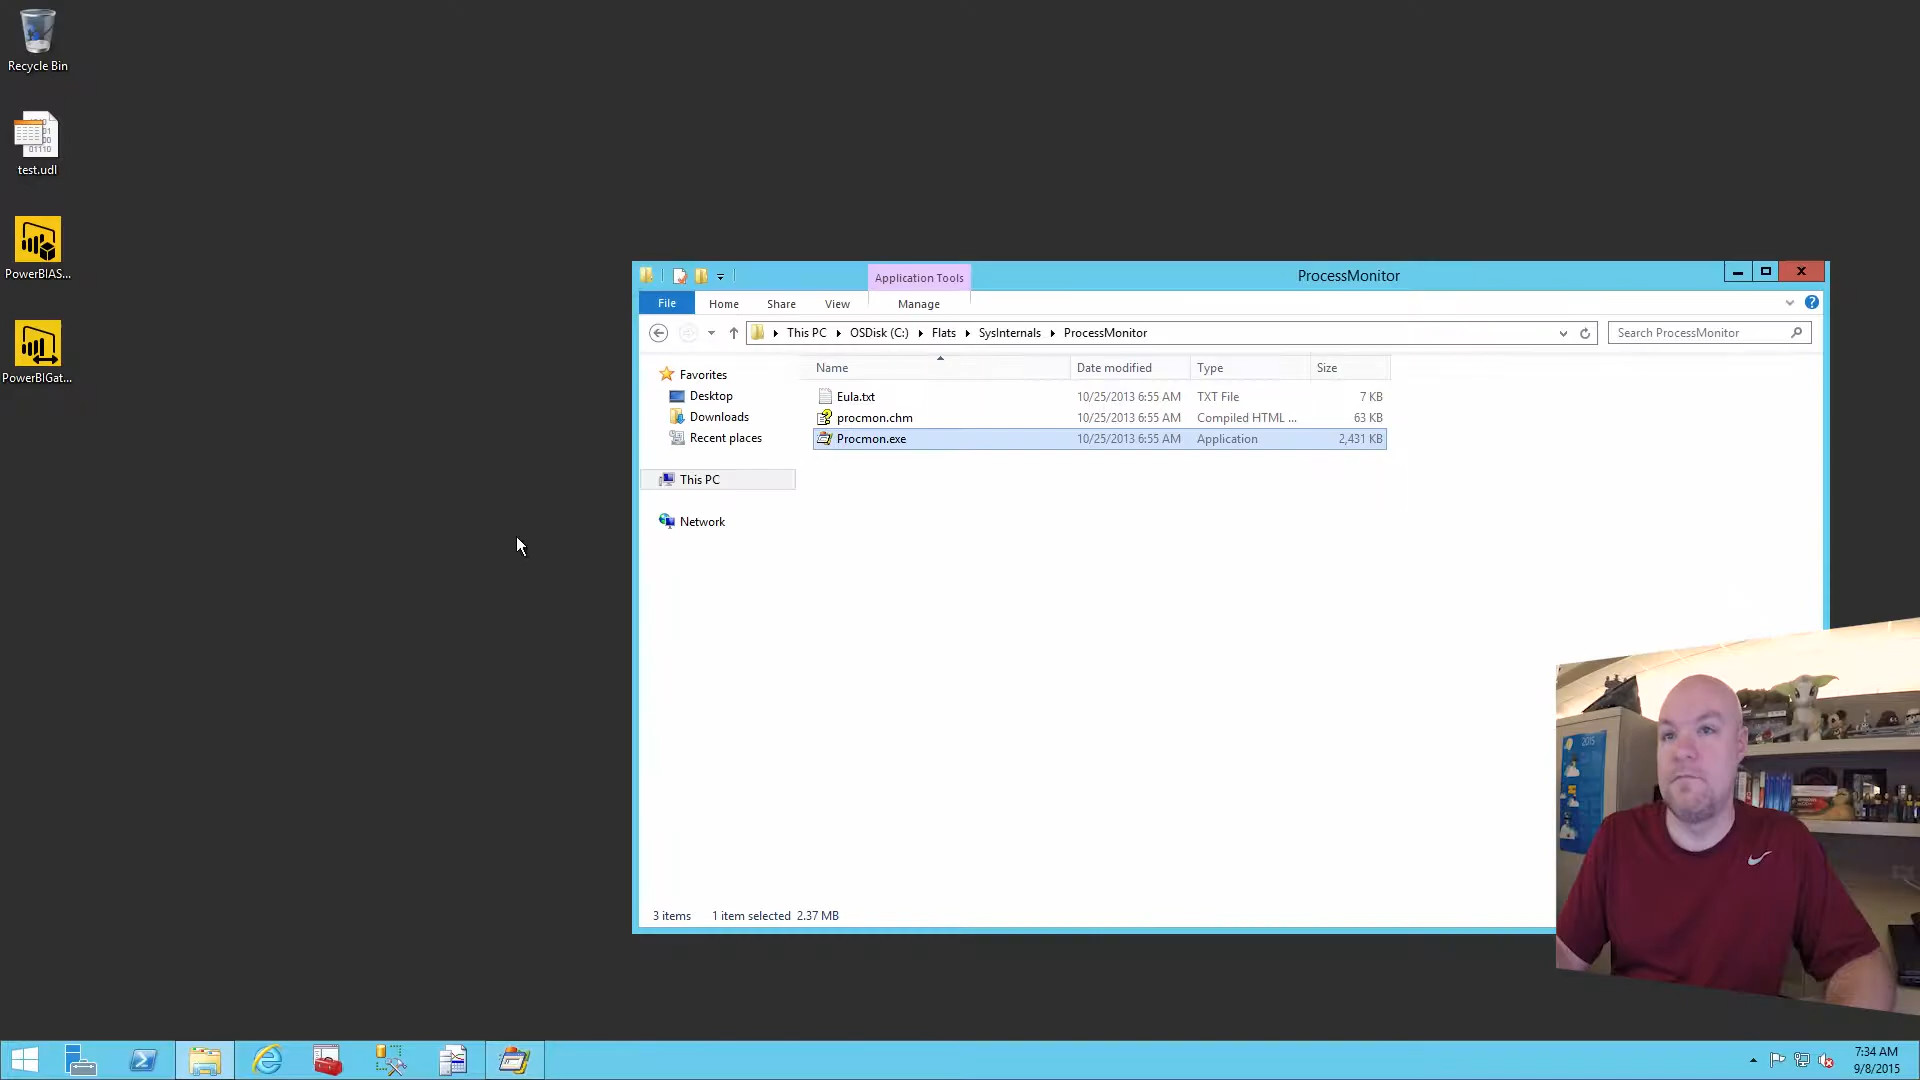 Recycle Bin
test.udl
PowerBIAS...
PowerBIGat...
Application Tools
ProcessMonitor
File
Home
Share
View
Manage
This PC
OSDisk (C:)
Flats
SysInternals
ProcessMonitor
Search ProcessMonitor
Favorites
Desktop
Downloads
Recent places
This PC
Network
Name Date modified Type Size
Eula.txt 10/25/2013 6:55 AM TXT File 7 KB
procmon.chm 10/25/2013 6:55 AM Compiled HTML ... 63 KB
Procmon.exe 10/25/2013 6:55 AM Application 2,431 KB
3 items 1 item selected 2.37 MB
2015
7:34 AM
9/8/2015